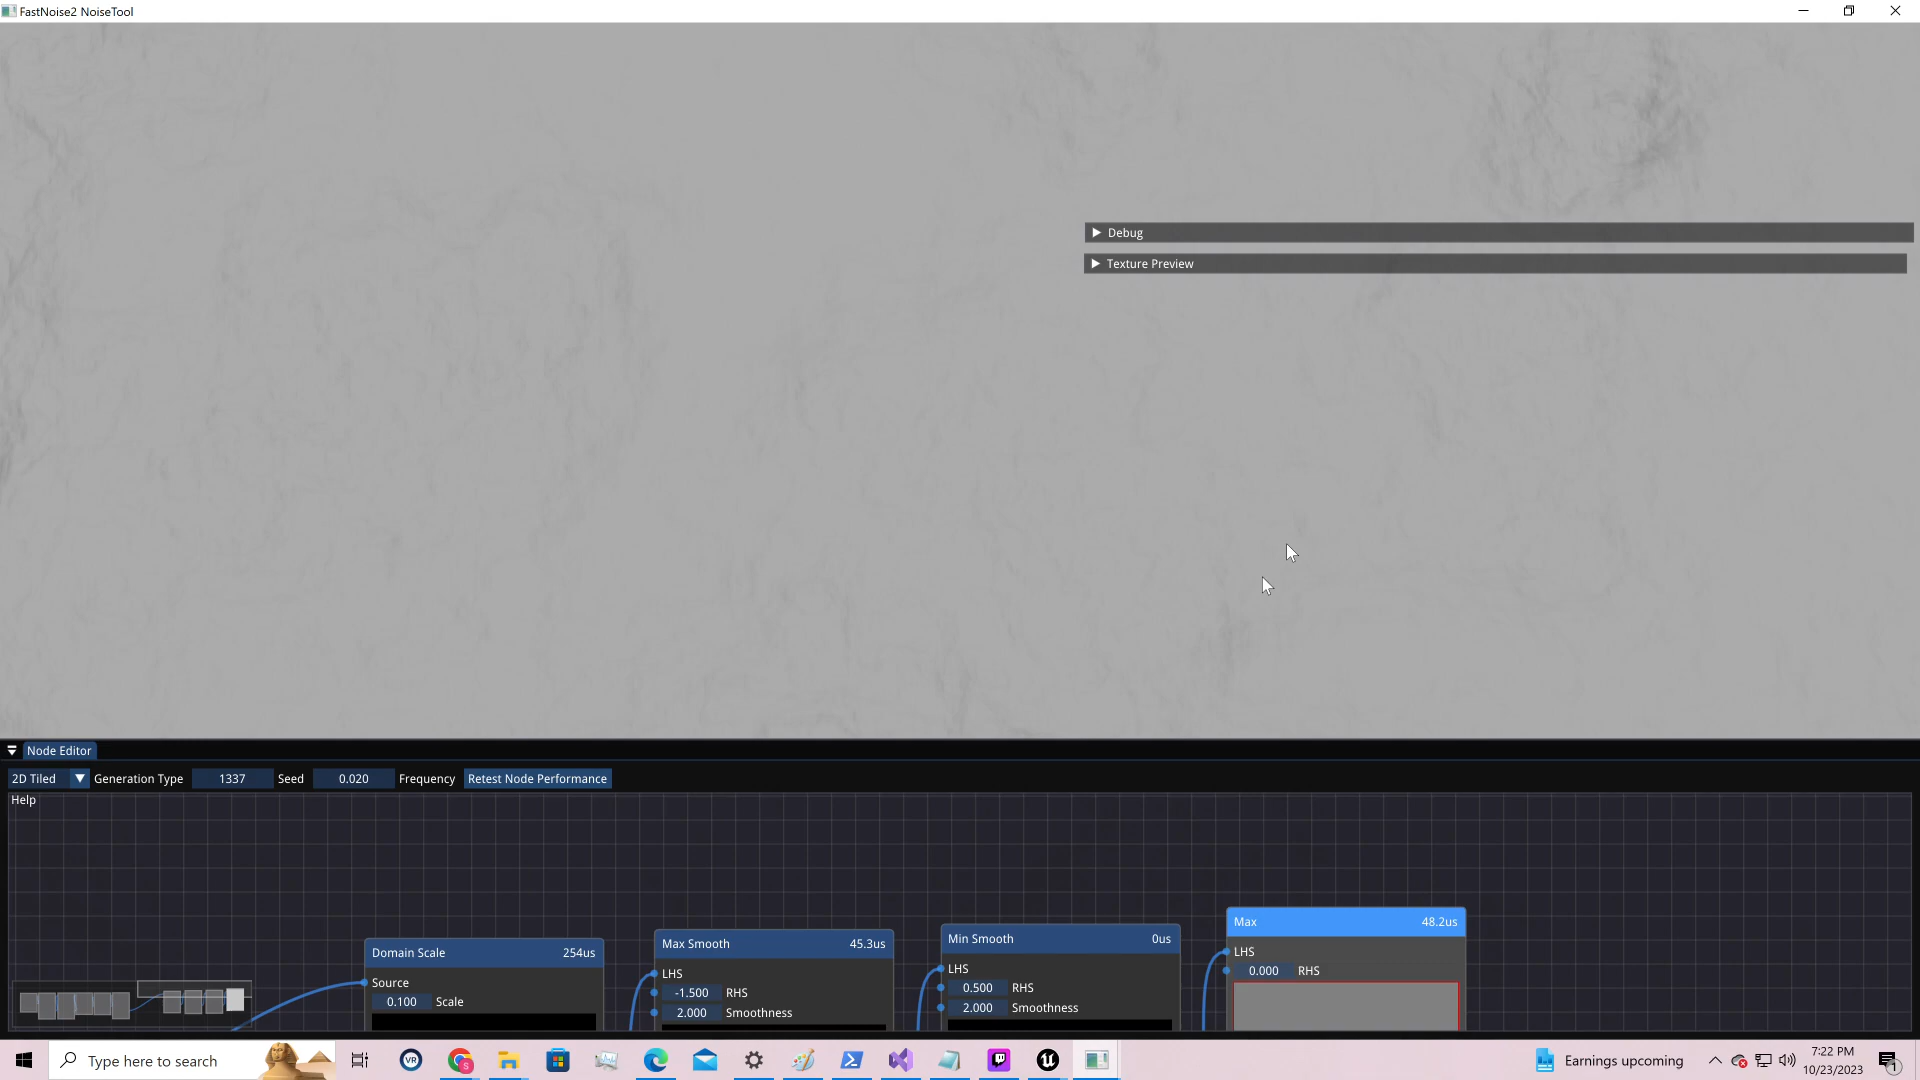 FastNoise2 NoiseTool
Debug
Texture Preview
Node Editor
2D Tiled Generation Type 1337 Seed 0.020 Frequency Retest Node Performance
Help
Max 48.2us
LHS
0.000 RHS
Min Smooth 0us
LHS
0.500 RHS
2.000 Smoothness
Max Smooth 45.3us
LHS
-1.500 RHS
2.000 Smoothness
Domain Scale 254us
Source
0.100 Scale
Type here to search
VR
S
Earnings upcoming
7:22 PM
10/23/2023
1